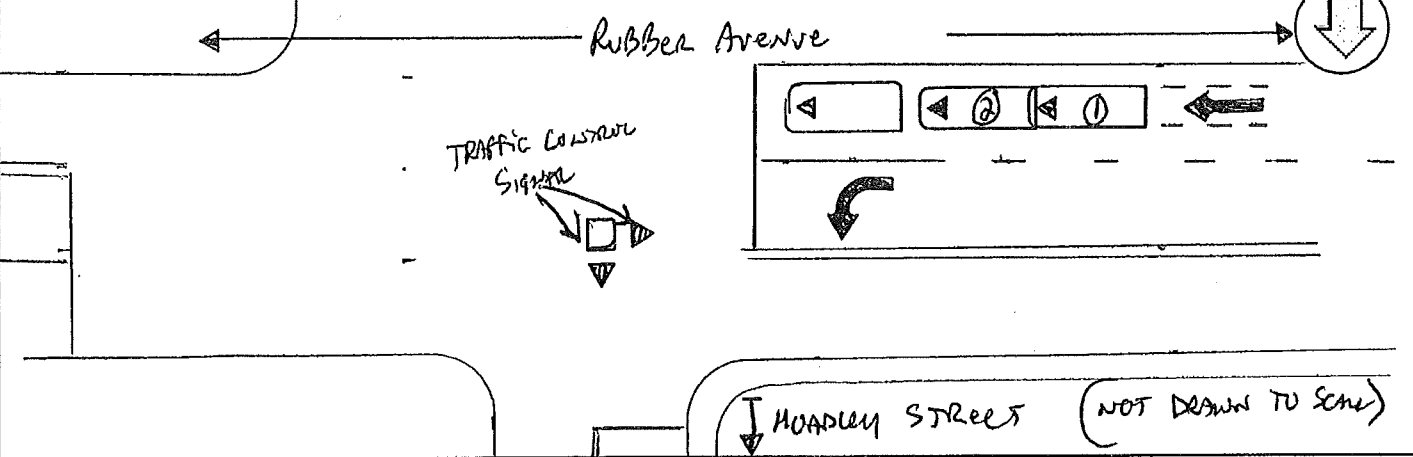 RUBBER AVENUE
TRAFFIC CONTROL
SIGNAL
2
1
HOADLEY STREET (NOT DRAWN TO SCALE)